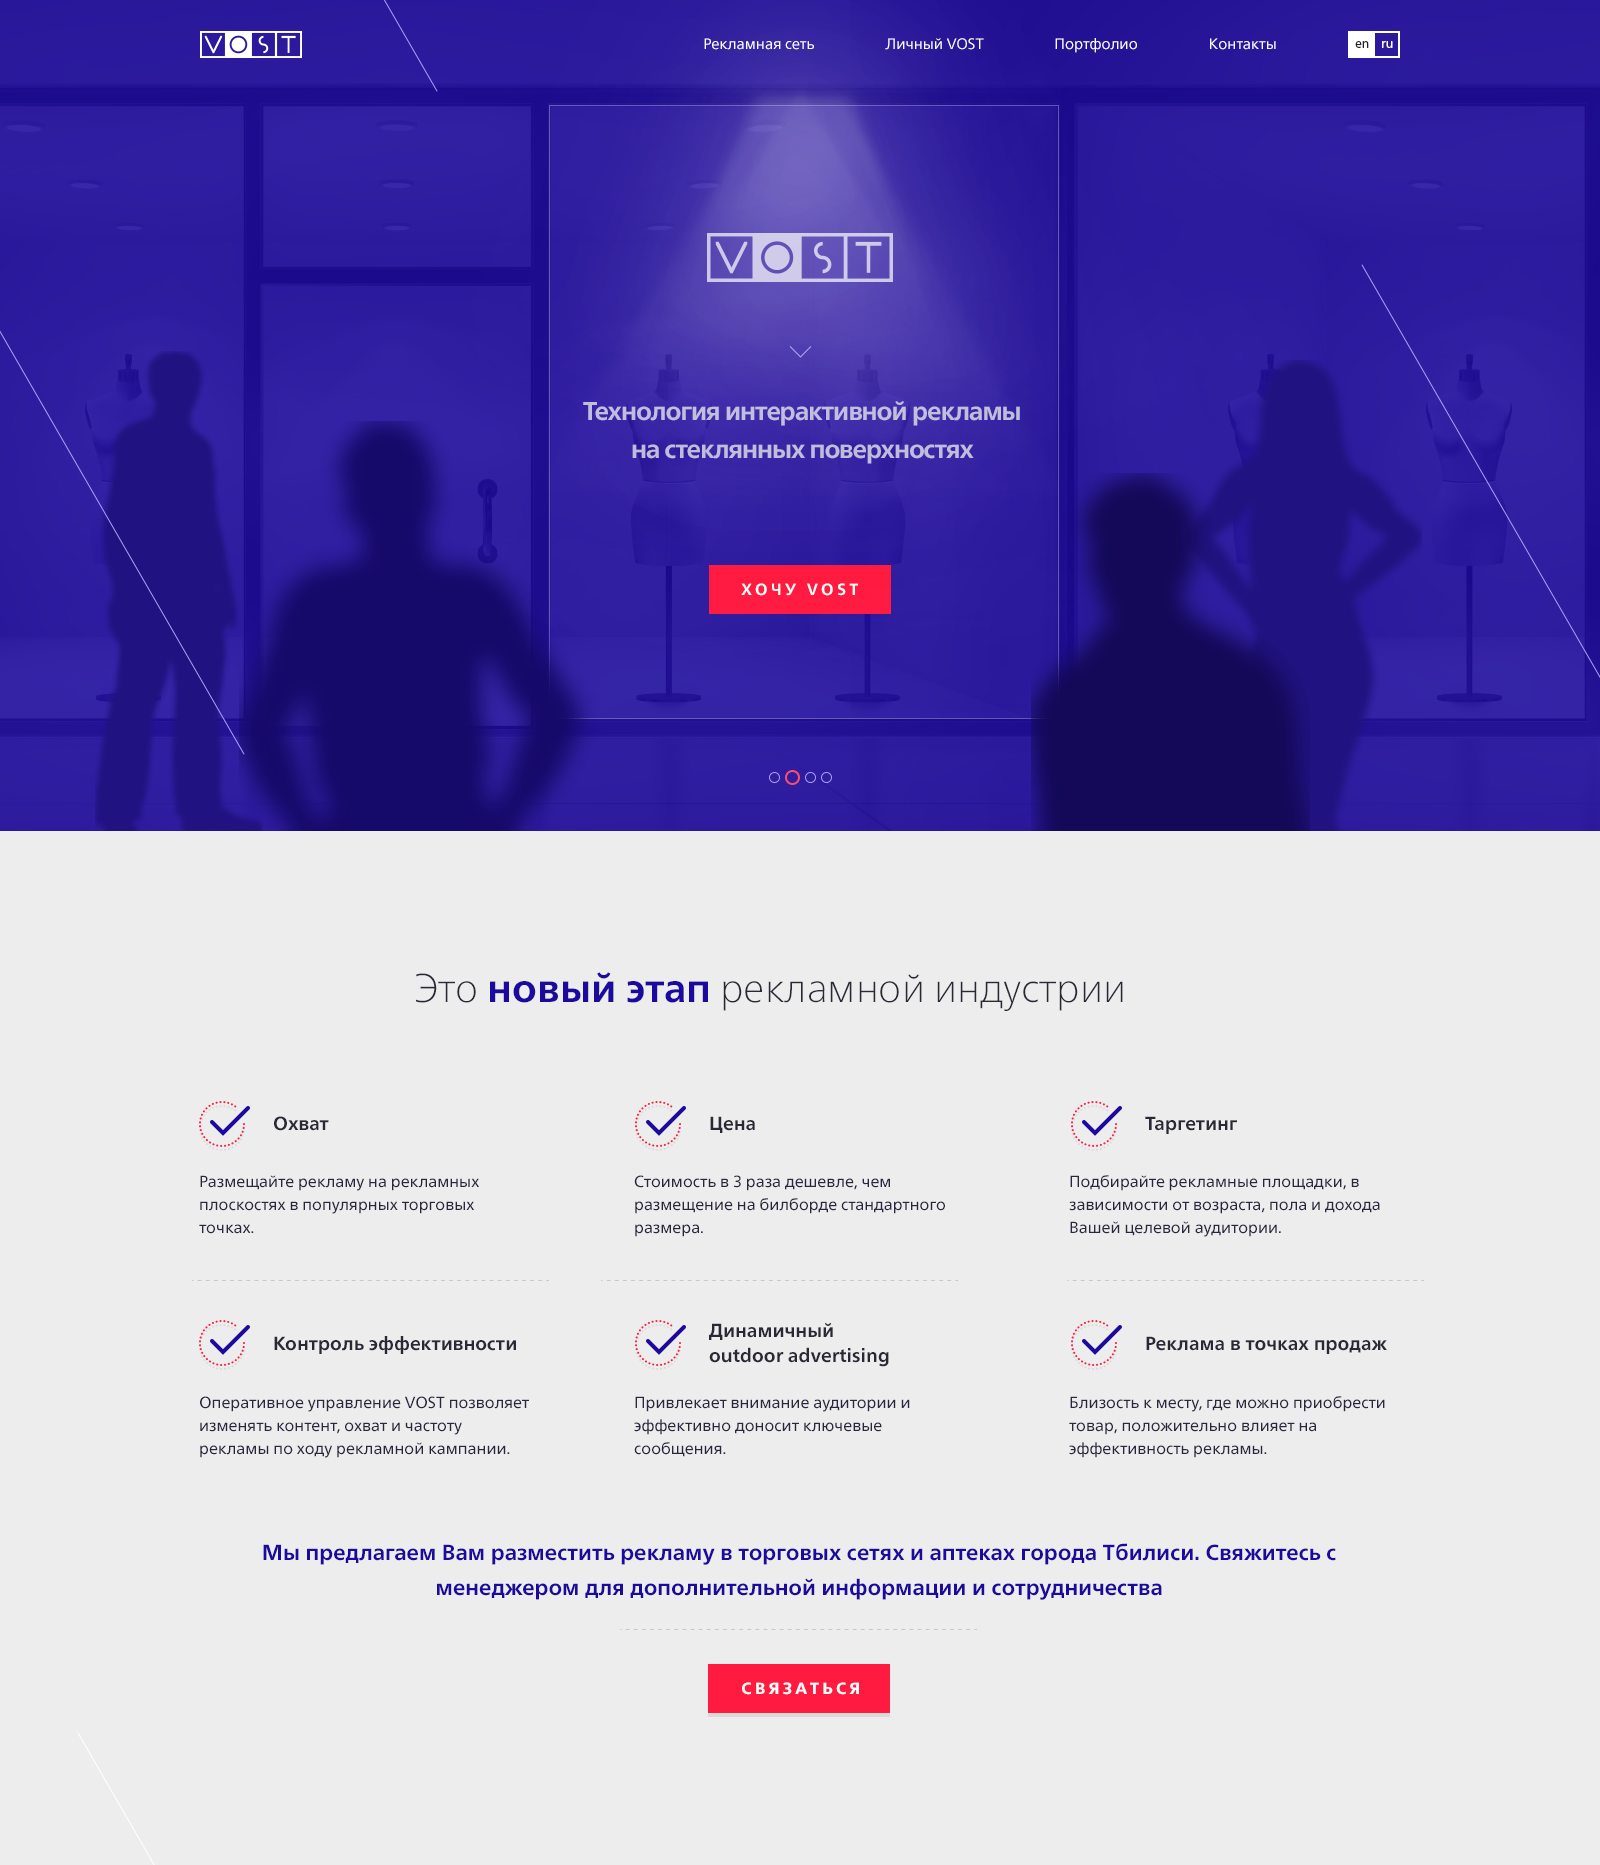 VOST
Рекламная сеть
Личный VOST
Портфолио
Контакты
en ru
VOST
Технология интерактивной рекламы
на стеклянных поверхностях
ХОЧУ VOST
Это новый этап рекламной индустрии
Охват
Размещайте рекламу на рекламных
плоскостях в популярных торговых
точках.
Цена
Стоимость в 3 раза дешевле, чем
размещение на билборде стандартного
размера.
Таргетинг
Подбирайте рекламные площадки, в
зависимости от возраста, пола и дохода
Вашей целевой аудитории.
Контроль эффективности
Оперативное управление VOST позволяет
изменять контент, охват и частоту
рекламы по ходу рекламной кампании.
Динамичный
outdoor advertising
Привлекает внимание аудитории и
эффективно доносит ключевые
сообщения.
Реклама в точках продаж
Близость к месту, где можно приобрести
товар, положительно влияет на
эффективность рекламы.
Мы предлагаем Вам разместить рекламу в торговых сетях и аптеках города Тбилиси. Свяжитесь с
менеджером для дополнительной информации и сотрудничества
СВЯЗАТЬСЯ